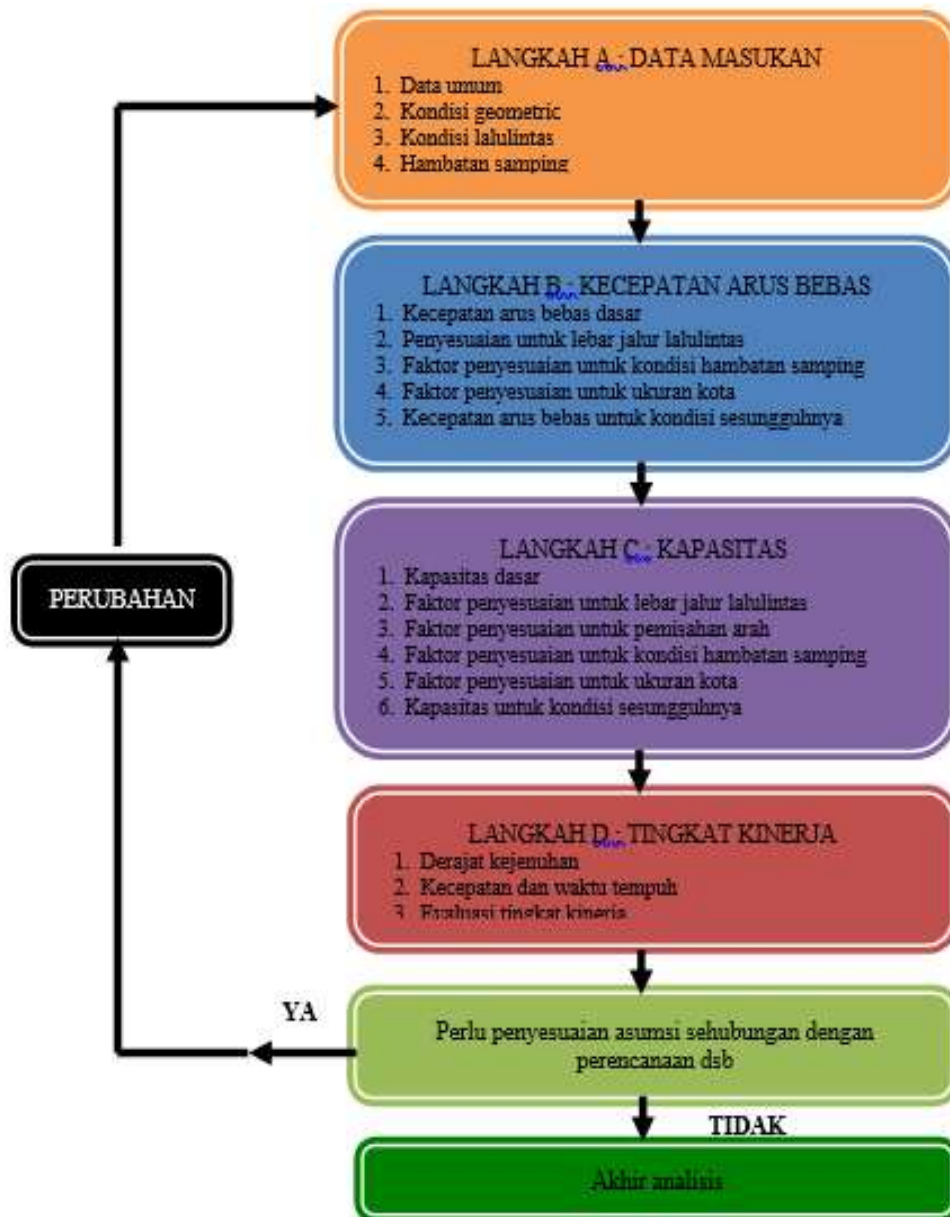 LANGKAH A : DATA MASUKAN
1. Data umum
2. Kondisi geometric
3. Kondisi lalulintas
4. Hambatan samping
LANGKAH B : KECEPATAN ARUS BEBAS
1. Kecepatan arus bebas dasar
2. Penyesuaian untuk lebar jalur lalulintas
3. Faktor penyesuaian untuk kondisi hambatan samping
4. Faktor penyesuaian untuk ukuran kota
5. Kecepatan arus bebas untuk kondisi sesungguhnya
LANGKAH C : KAPASITAS
1. Kapasitas dasar
2. Faktor penyesuaian untuk lebar jalur lalulintas
3. Faktor penyesuaian untuk pemisahan arah
4. Faktor penyesuaian untuk kondisi hambatan samping
5. Faktor penyesuaian untuk ukuran kota
6. Kapasitas untuk kondisi sesungguhnya
PERUBAHAN
LANGKAH D : TINGKAT KINERJA
1. Derajat kejenuhan
2. Kecepatan dan waktu tempuh
3. Evaluasi tingkat kinerja
YA
Perlu penyesuaian asumsi sehubungan dengan
perencanaan dsb
TIDAK
Akhir analisis